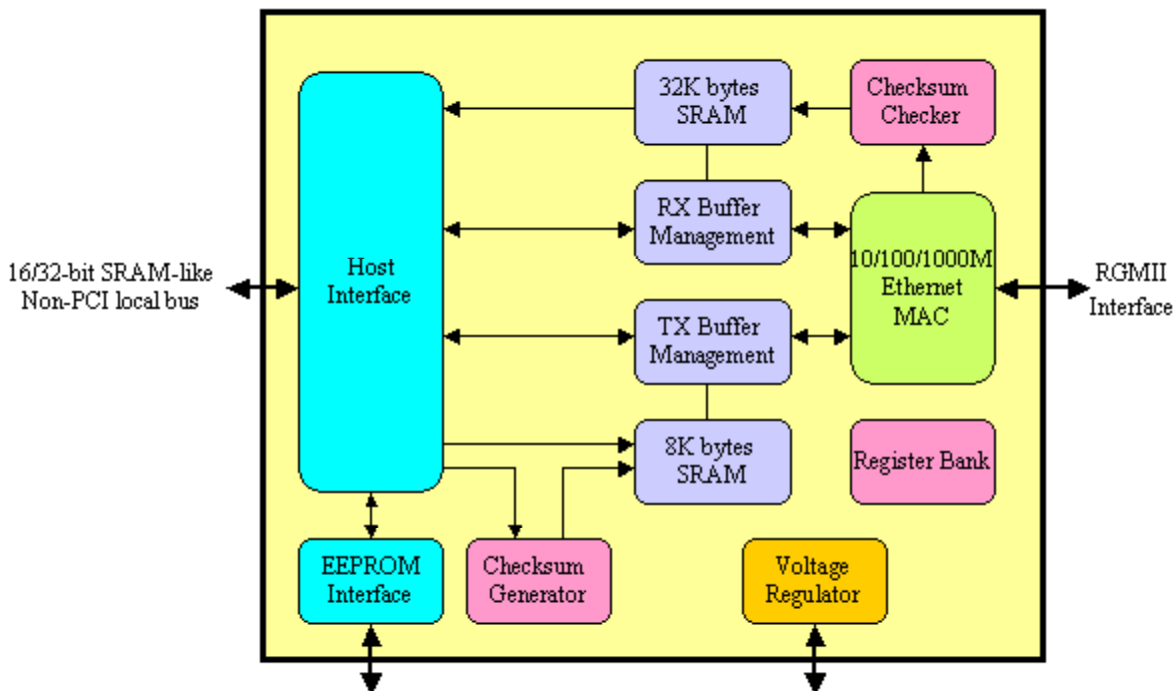 32K bytes
SRAM
Checksum
Checker
RX Buffer
Management
16/32-bit SRAM-like
Non-PCI local bus
Host
Interface
10/100/1000M
Ethernet
MAC
RGMII
Interface
TX Buffer
Management
8K bytes
SRAM
Register Bank
EEPROM
Interface
Checksum
Generator
Voltage
Regulator